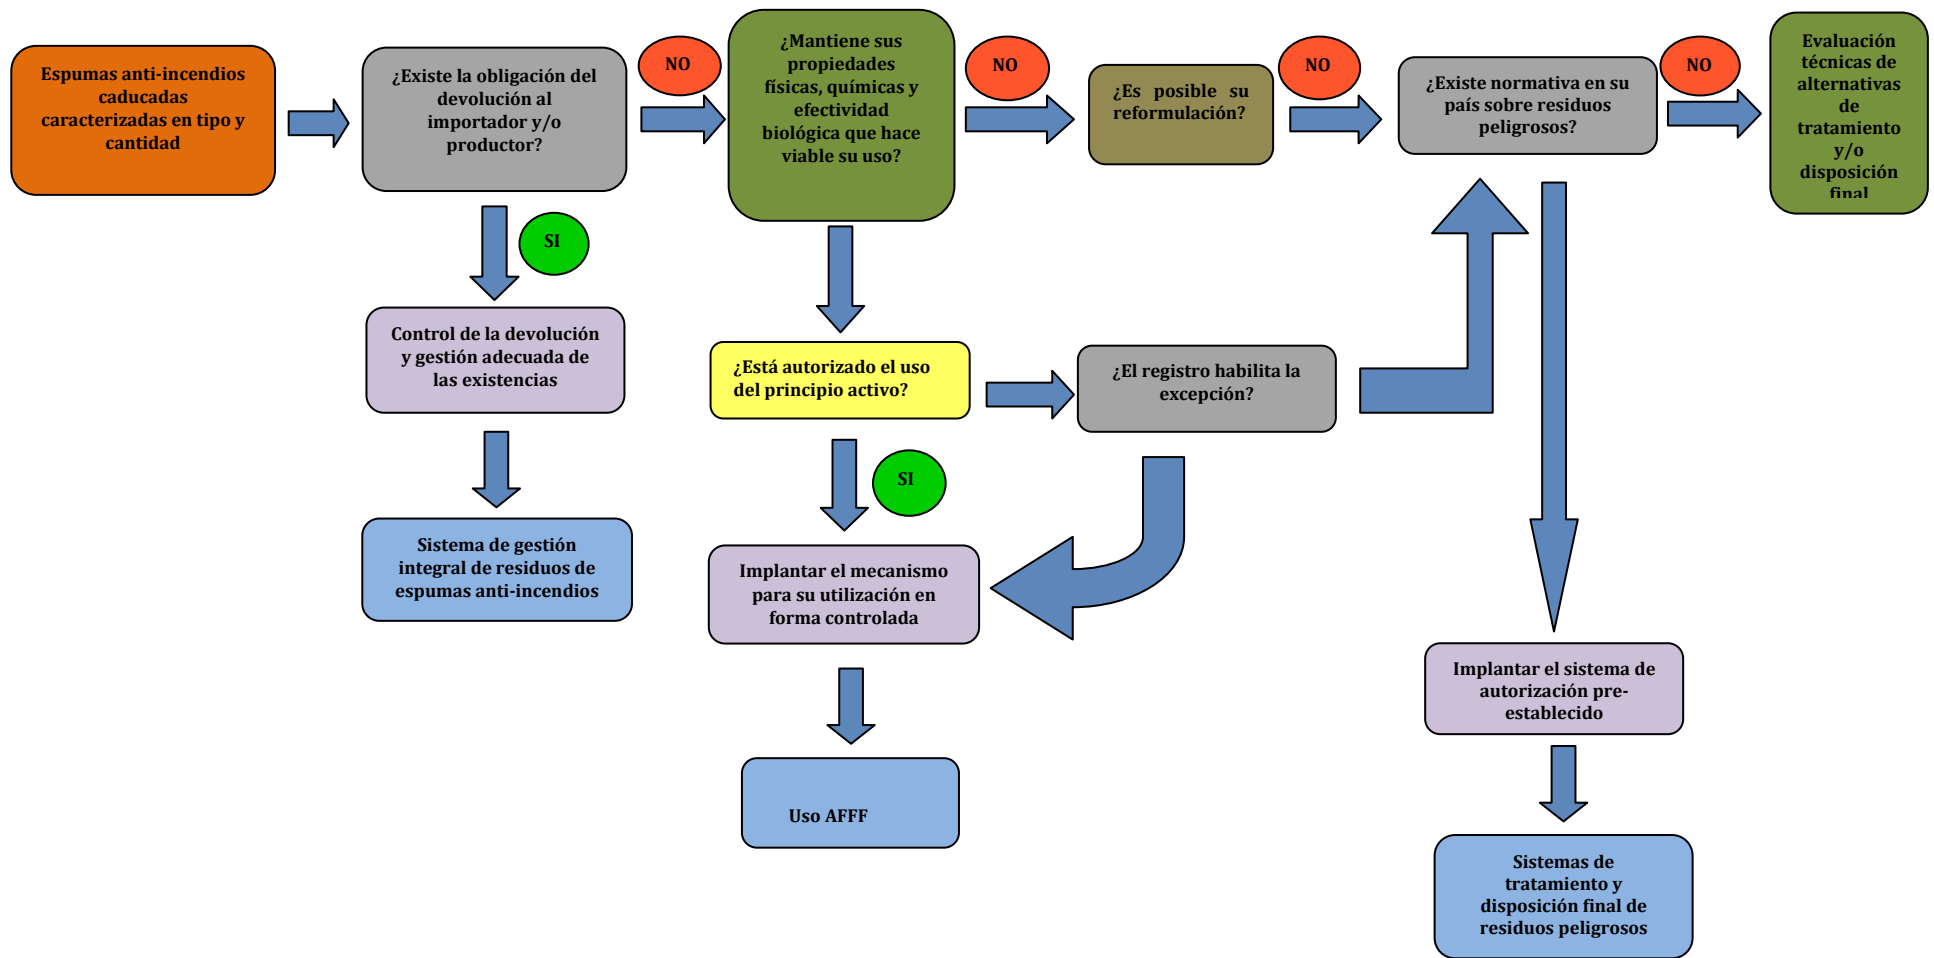 Espumas anti-incendios
caducadas
caracterizadas en tipo y
cantidad
¿Existe la obligación del
devolución al
importador y/o
productor?
NO
¿Mantiene sus
propiedades
físicas, químicas y
efectividad
biológica que hace
viable su uso?
NO
¿Es posible su
reformulación?
NO
¿Existe normativa en su
país sobre residuos
peligrosos?
NO
Evaluación
técnicas de
alternativas
de
tratamiento
y/o
disposición
final
SI
Control de la devolución
y gestión adecuada de
las existencias
¿Está autorizado el uso
del principio activo?
¿El registro habilita la
excepción?
SI
Sistema de gestión
integral de residuos de
espumas anti-incendios
Implantar el mecanismo
para su utilización en
forma controlada
Implantar el sistema de
autorización pre-
establecido
Uso AFFF
Sistemas de
tratamiento y
disposición final de
residuos peligrosos